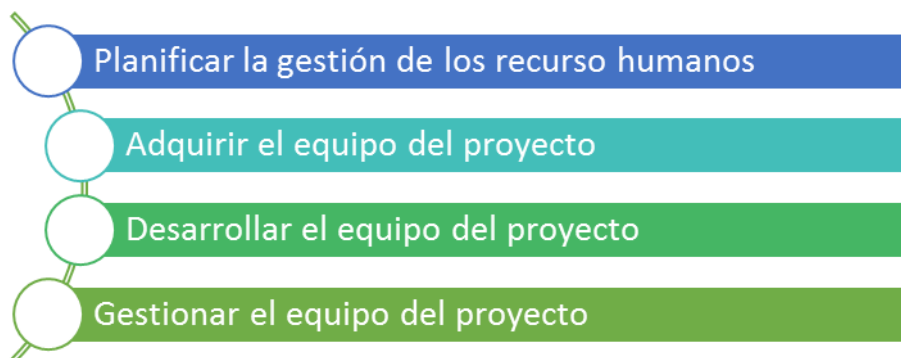 Planificar la gestión de los recurso humanos
Adquirir el equipo del proyecto
Desarrollar el equipo del proyecto
Gestionar el equipo del proyecto